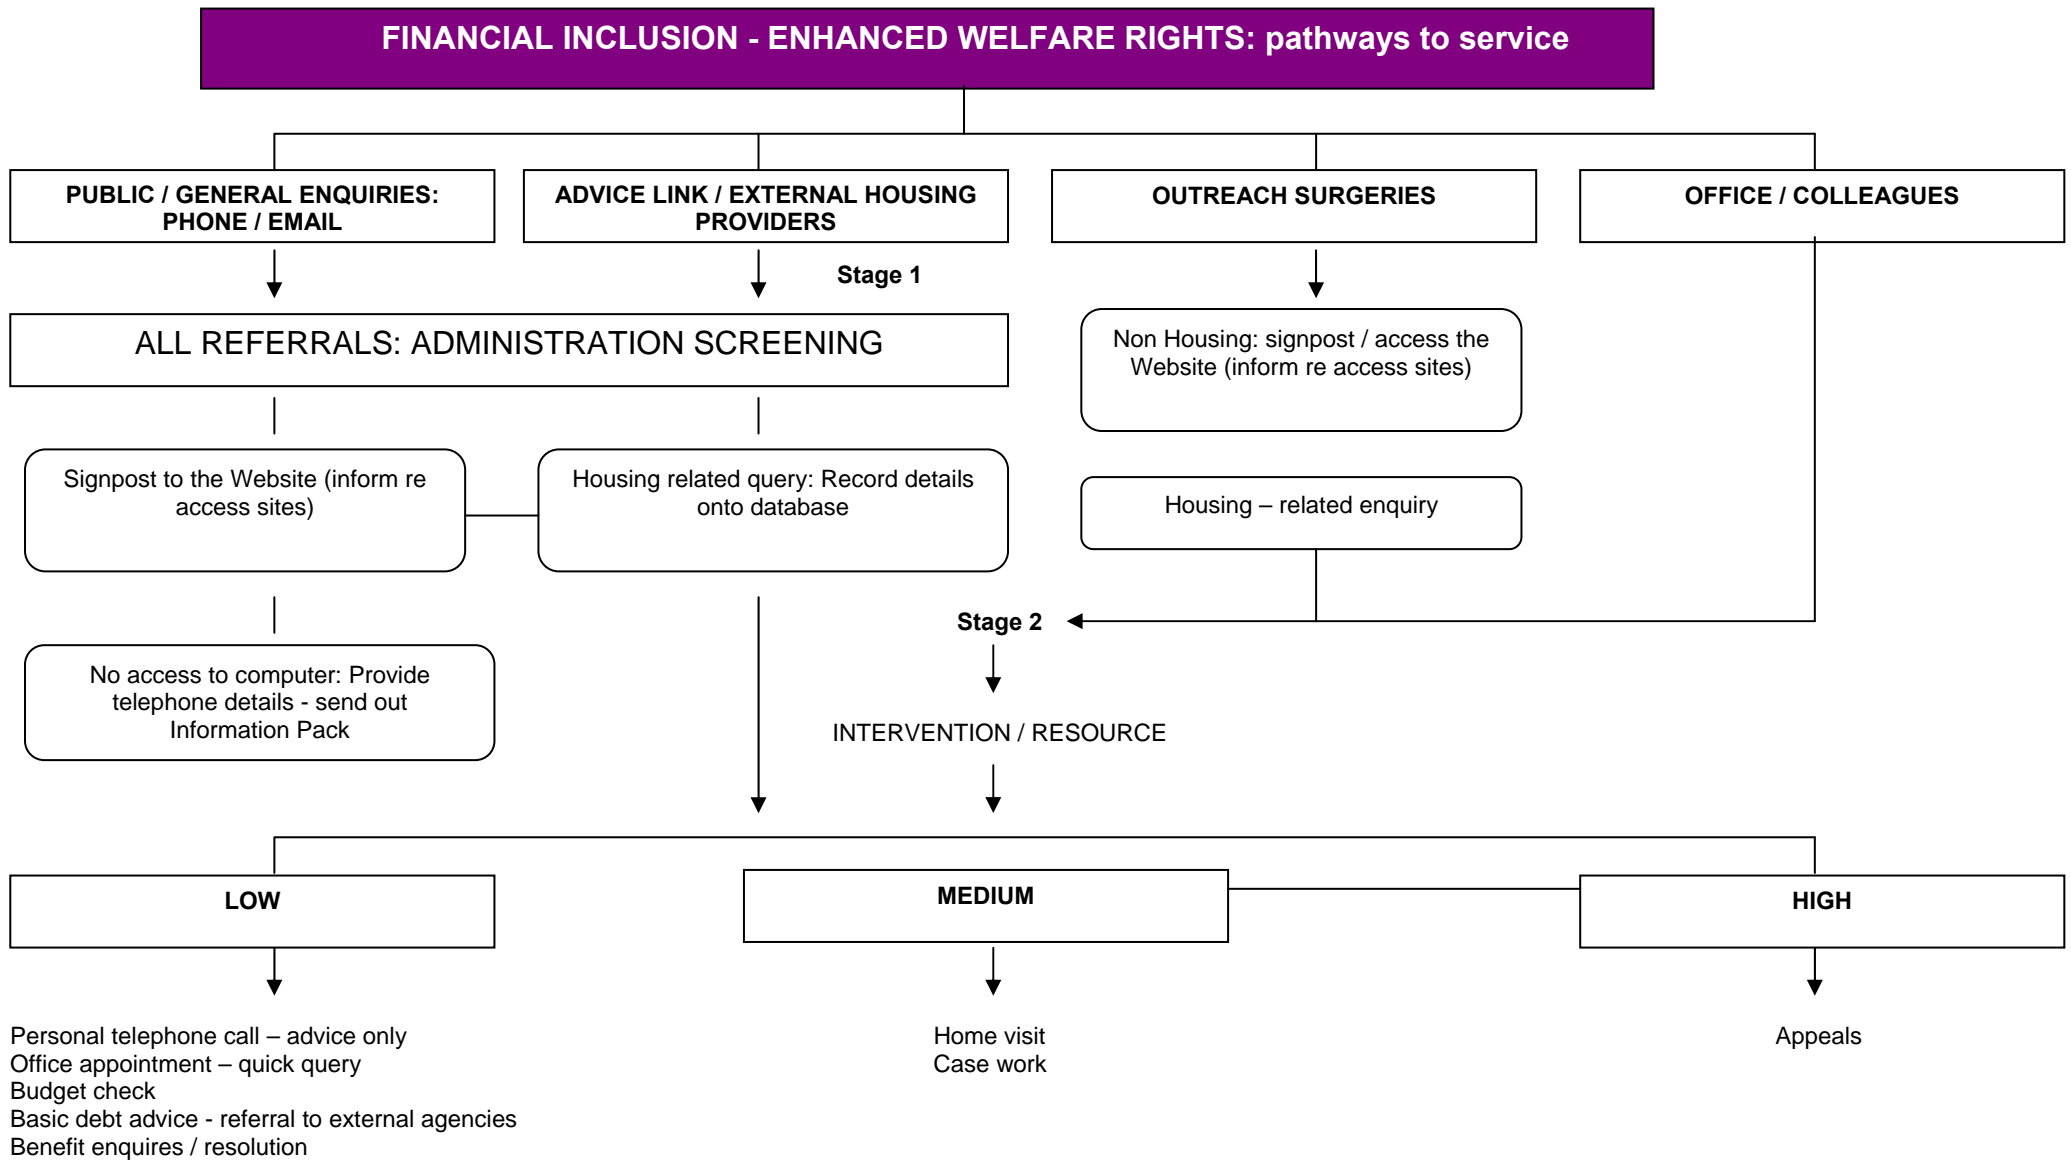 FINANCIAL INCLUSION - ENHANCED WELFARE RIGHTS: pathways to service
PUBLIC / GENERAL ENQUIRIES:
PHONE / EMAIL
ADVICE LINK / EXTERNAL HOUSING
PROVIDERS
OUTREACH SURGERIES
OFFICE / COLLEAGUES
Stage 1
ALL REFERRALS: ADMINISTRATION SCREENING
Non Housing: signpost / access the
Website (inform re access sites)
Signpost to the Website (inform re
access sites)
Housing related query: Record details
onto database
Housing – related enquiry
Stage 2
No access to computer: Provide
telephone details - send out
Information Pack
INTERVENTION / RESOURCE
LOW
MEDIUM
HIGH
Personal telephone call – advice only
Office appointment – quick query
Budget check
Basic debt advice - referral to external agencies
Benefit enquires / resolution
Home visit
Case work
Appeals